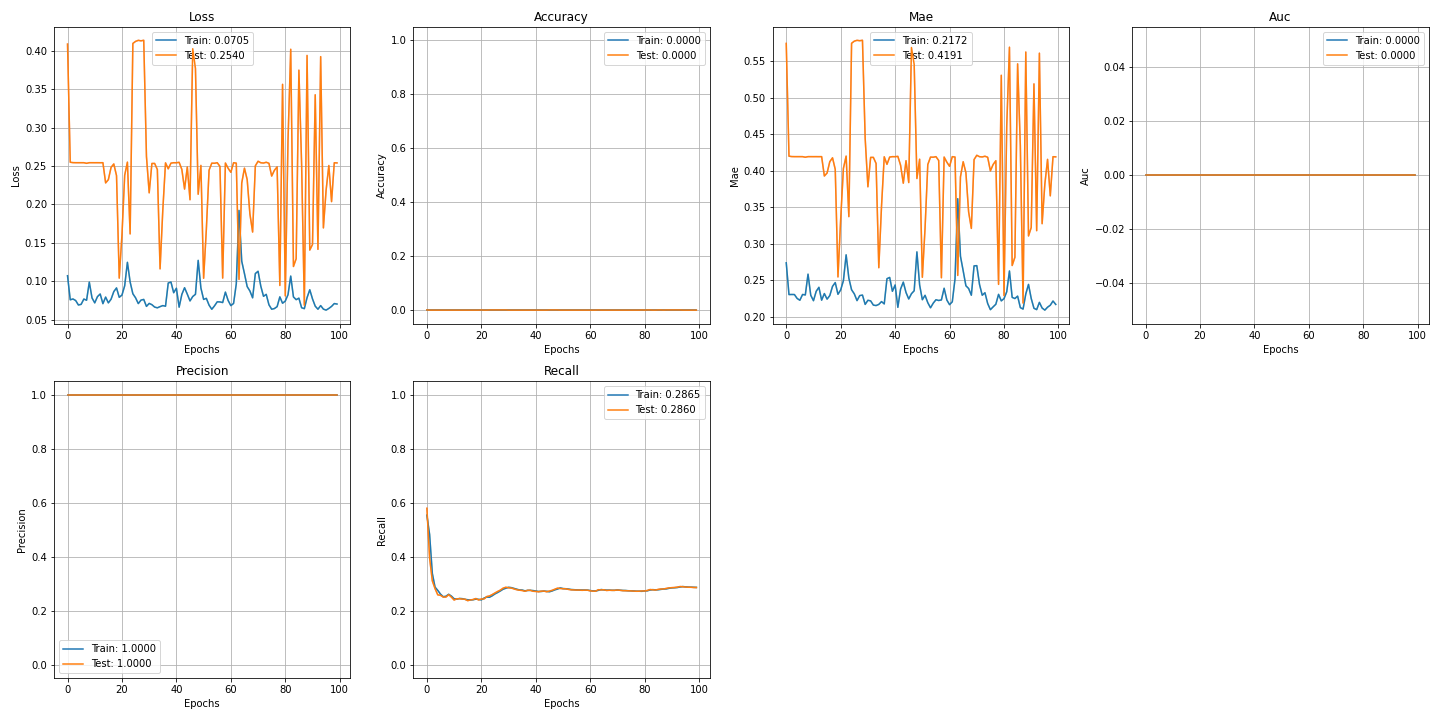 Loss
Train: 0.0705
Test: 0.2540
0.40
0.35
0.30
0.25
0.20
0.15
0.10
0.05
Loss
0
20
40
60
80
100
Epochs
Accuracy
Train: 0.0000
Test: 0.0000
1.0
0.8
0.6
0.4
0.2
0.0
Accuracy
0
20
40
60
80
100
Epochs
Mae
Train: 0.2172
Test: 0.4191
0.55
0.50
0.45
0.40
0.35
0.30
0.25
0.20
Mae
0
20
40
60
80
100
Epochs
Auc
Train: 0.0000
Test: 0.0000
0.04
0.02
0.00
−0.02
−0.04
Auc
0
20
40
60
80
100
Epochs
Precision
1.0
0.8
0.6
0.4
0.2
0.0
Precision
Train: 1.0000
Test: 1.0000
0
20
40
60
80
100
Epochs
Recall
Train: 0.2865
Test: 0.2860
1.0
0.8
0.6
0.4
0.2
0.0
Recall
0
20
40
60
80
100
Epochs